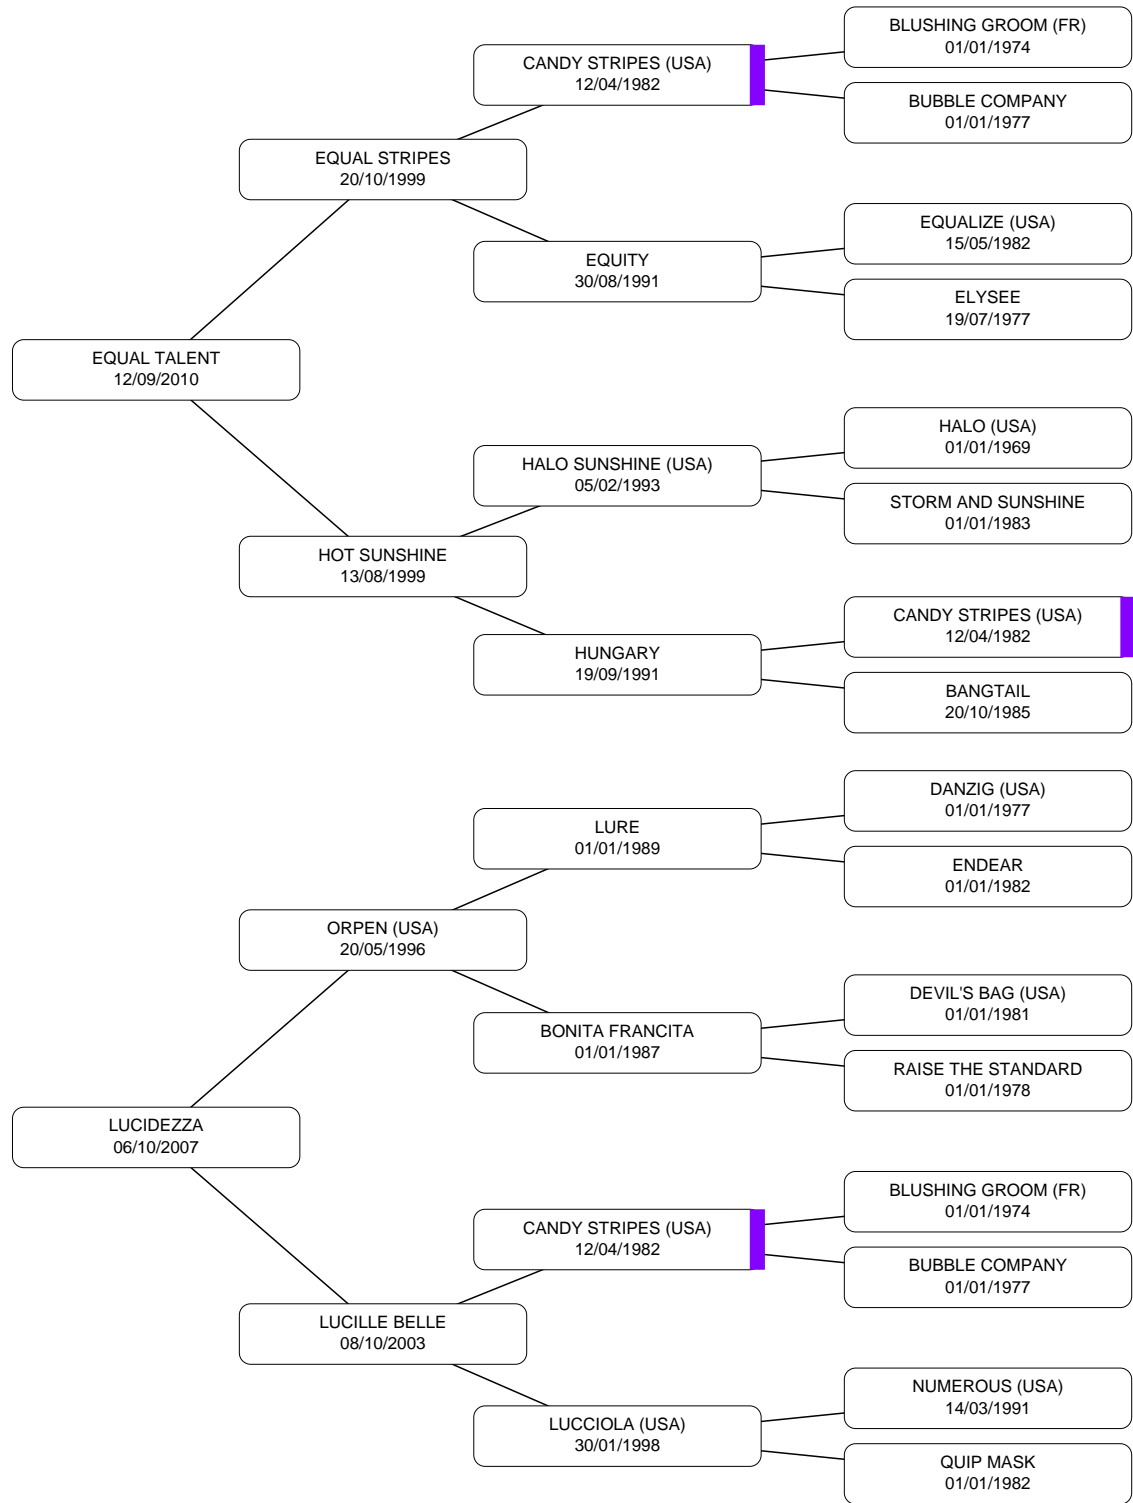 BLUSHING GROOM (FR)
01/01/1974
CANDY STRIPES (USA)
12/04/1982
BUBBLE COMPANY
01/01/1977
EQUAL STRIPES
20/10/1999
EQUALIZE (USA)
15/05/1982
EQUITY
30/08/1991
ELYSEE
19/07/1977
EQUAL TALENT
12/09/2010
HALO (USA)
01/01/1969
HALO SUNSHINE (USA)
05/02/1993
STORM AND SUNSHINE
01/01/1983
HOT SUNSHINE
13/08/1999
CANDY STRIPES (USA)
12/04/1982
HUNGARY
19/09/1991
BANGTAIL
20/10/1985
DANZIG (USA)
01/01/1977
LURE
01/01/1989
ENDEAR
01/01/1982
ORPEN (USA)
20/05/1996
DEVIL'S BAG (USA)
01/01/1981
BONITA FRANCITA
01/01/1987
RAISE THE STANDARD
01/01/1978
LUCIDEZZA
06/10/2007
BLUSHING GROOM (FR)
01/01/1974
CANDY STRIPES (USA)
12/04/1982
BUBBLE COMPANY
01/01/1977
LUCILLE BELLE
08/10/2003
NUMEROUS (USA)
14/03/1991
LUCCIOLA (USA)
30/01/1998
QUIP MASK
01/01/1982